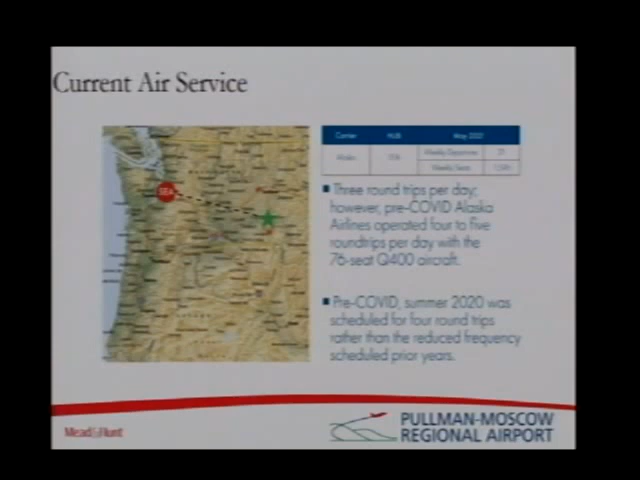 Current Air Service
Carrier HUB May 2021
Alaska Weekly Departures 21
Weekly Seats
SEA
Three round trips per day;
however, pre-COVID Alaska
Airlines operated four to five
roundtrips per day with the
76-seat Q400 aircraft.
Pre-COVID, summer 2020 was
scheduled for four round trips
rather than the reduced frequency
scheduled prior years.
Mead&Hunt
PULLMAN-MOSCOW
REGIONAL AIRPORT